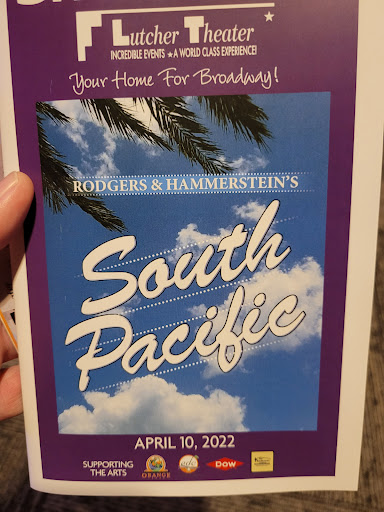 Lutcher Theater
INCREDIBLE EVENTS ★ A WORLD CLASS EXPERIENCE!
Your Home For Broadway!
RODGERS & HAMMERSTEIN'S
South
Pacific
APRIL 10, 2022
SUPPORTING
THE ARTS
ORANGE
DOW